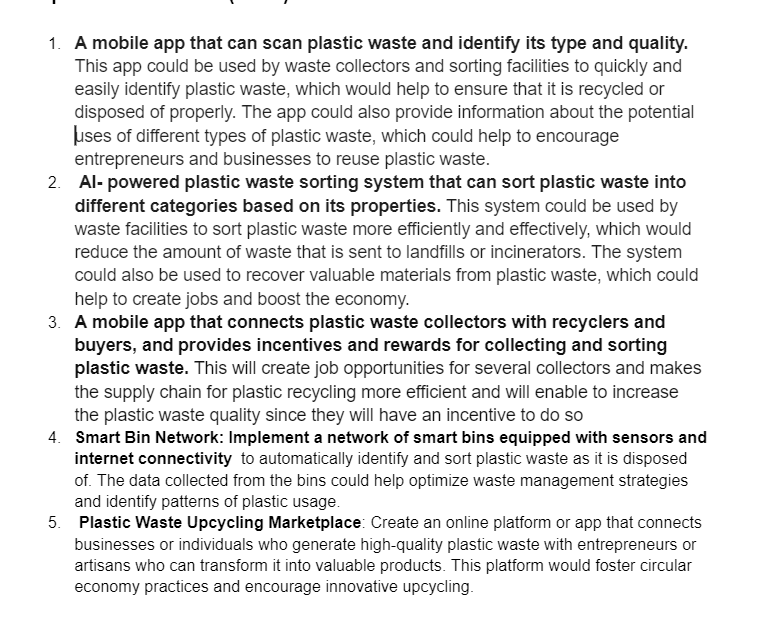 1. A mobile app that can scan plastic waste and identify its type and quality.
This app could be used by waste collectors and sorting facilities to quickly and
easily identify plastic waste, which would help to ensure that it is recycled or
disposed of properly. The app could also provide information about the potential
uses of different types of plastic waste, which could help to encourage
entrepreneurs and businesses to reuse plastic waste.
2. AI- powered plastic waste sorting system that can sort plastic waste into
different categories based on its properties. This system could be used by
waste facilities to sort plastic waste more efficiently and effectively, which would
reduce the amount of waste that is sent to landfills or incinerators. The system
could also be used to recover valuable materials from plastic waste, which could
help to create jobs and boost the economy.
3. A mobile app that connects plastic waste collectors with recyclers and
buyers, and provides incentives and rewards for collecting and sorting
plastic waste. This will create job opportunities for several collectors and makes
the supply chain for plastic recycling more efficient and will enable to increase
the plastic waste quality since they will have an incentive to do so
4. Smart Bin Network: Implement a network of smart bins equipped with sensors and
internet connectivity to automatically identify and sort plastic waste as it is disposed
of. The data collected from the bins could help optimize waste management strategies
and identify patterns of plastic usage.
5. Plastic Waste Upcycling Marketplace: Create an online platform or app that connects
businesses or individuals who generate high-quality plastic waste with entrepreneurs or
artisans who can transform it into valuable products. This platform would foster circular
economy practices and encourage innovative upcycling.